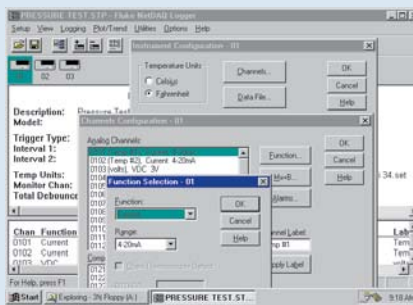 PRESSURE TEST.STP - Fluke NetDAQ Logger
Setup View Logging Plot/Trend Utilities Options Help
01 02 03
Instrument Configuration - 01
Temperature Units
Celsius
Fahrenheit
Channels...
Data File...
OK
Cancel
Help
Description: Pressure Test
Model:
Trigger Type:
Interval 1:
Interval 2:
Temp Units:
Monitor Chan:
Total Debounce
34.set
Channels Configuration - 01
Analog Channels:
0102 (Temp #2), Current 4-20mA
0103 (volts), VDC 3V
Function...
Mx+B...
Alarms...
OK
Cancel
Help
Function Selection - 01
Function:
Range:
4-20mA
OK
Cancel
Help
Channel Label:
Temp #1
Apply Label
Chan Function
0101 Current
0102 Current
0103 VDC
For Help, press F1
Start Exploring - 3½ Floppy (A:) PRESSURE TEST.ST... 9:18 AM